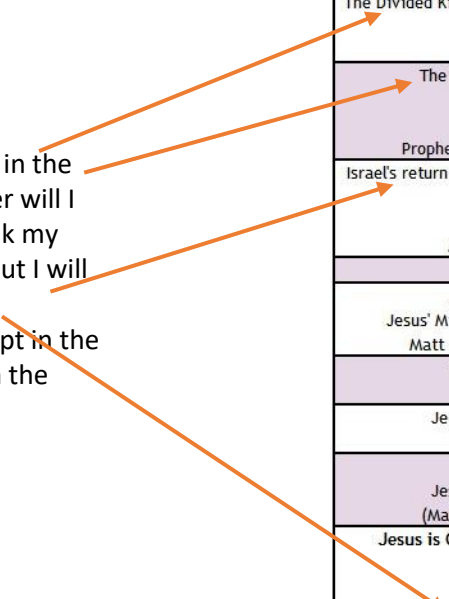 in the
er will I
k my
ut I will
pt in the
n the
The Divided Ki
The
Prophe
Israel's return
Jesus' M
Matt
Je
Je
(Ma
Jesus is